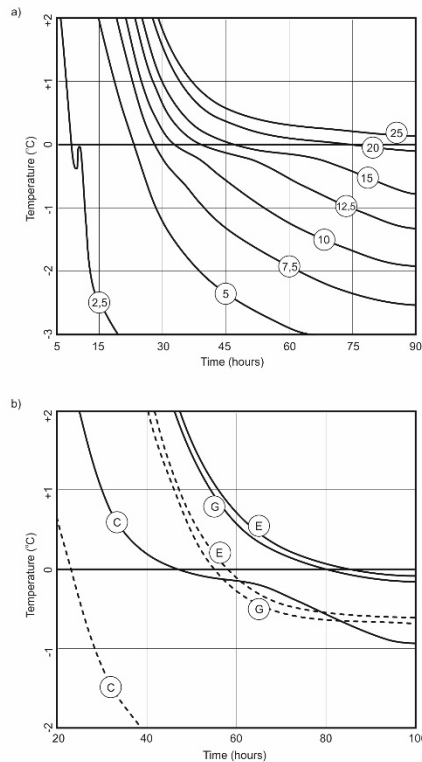 a)
+2
+1
0
-1
-2
-3
Temperature (°C)
25
20
15
12,5
10
7,5
5
2,5
5 15 30 45 60 75 90
Time (hours)
b)
+2
+1
0
-1
-2
Temperature (°C)
C
G
E
E
G
C
20 40 60 80 100
Time (hours)